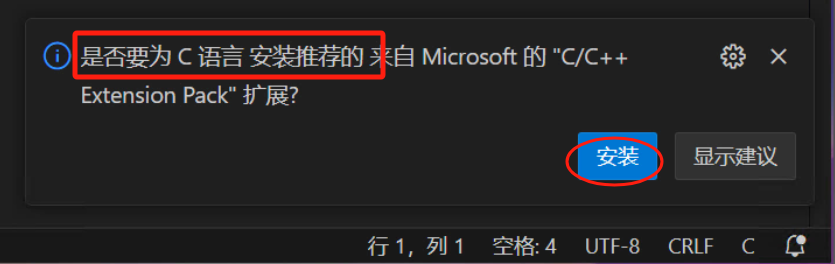 是否要为 C 语言 安装推荐的 来自 Microsoft 的 "C/C++
Extension Pack" 扩展?
安装 显示建议
行 1，列 1 空格: 4 UTF-8 CRLF C